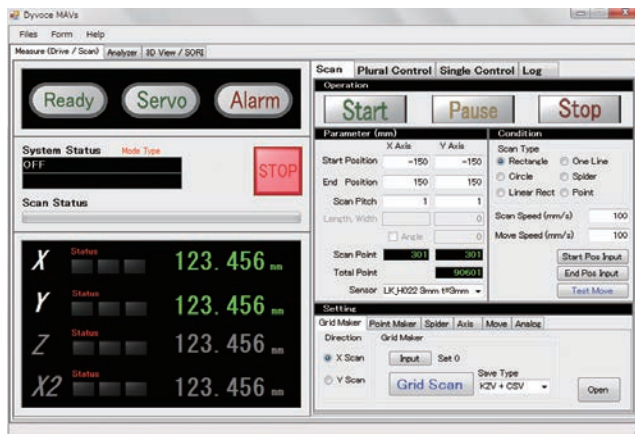 Dyvoce MAVs
Files Form Help
Measure (Drive / Scan) Analyzer 3D View / SORI
Ready Servo Alarm
System Status Mode Type
OFF
STOP
Scan Status
X Status 123.456 mm
Y Status 123.456 mm
Z Status 123.456 mm
X2 Status 123.456 mm
Scan Plural Control Single Control Log
Operation
Start Pause Stop
Parameter (mm)
X Axis Y Axis
Start Position -150 -150
End Position 150 150
Scan Pitch 1 1
Length, Width 0
Angle 0
Scan Point 301 301
Total Point 90601
Sensor LK_H022 3mm t=3mm
Condition
Scan Type
Rectangle One Line
Circle Spider
Linear Rect Point
Scan Speed (mm/s) 100
Move Speed (mm/s) 100
Start Pos Input
End Pos Input
Test Move
Setting
Grid Maker Point Maker Spider Axis Move Analog
Direction Grid Maker
X Scan Input Set 0
Y Scan Grid Scan Save Type
KZV + CSV Open